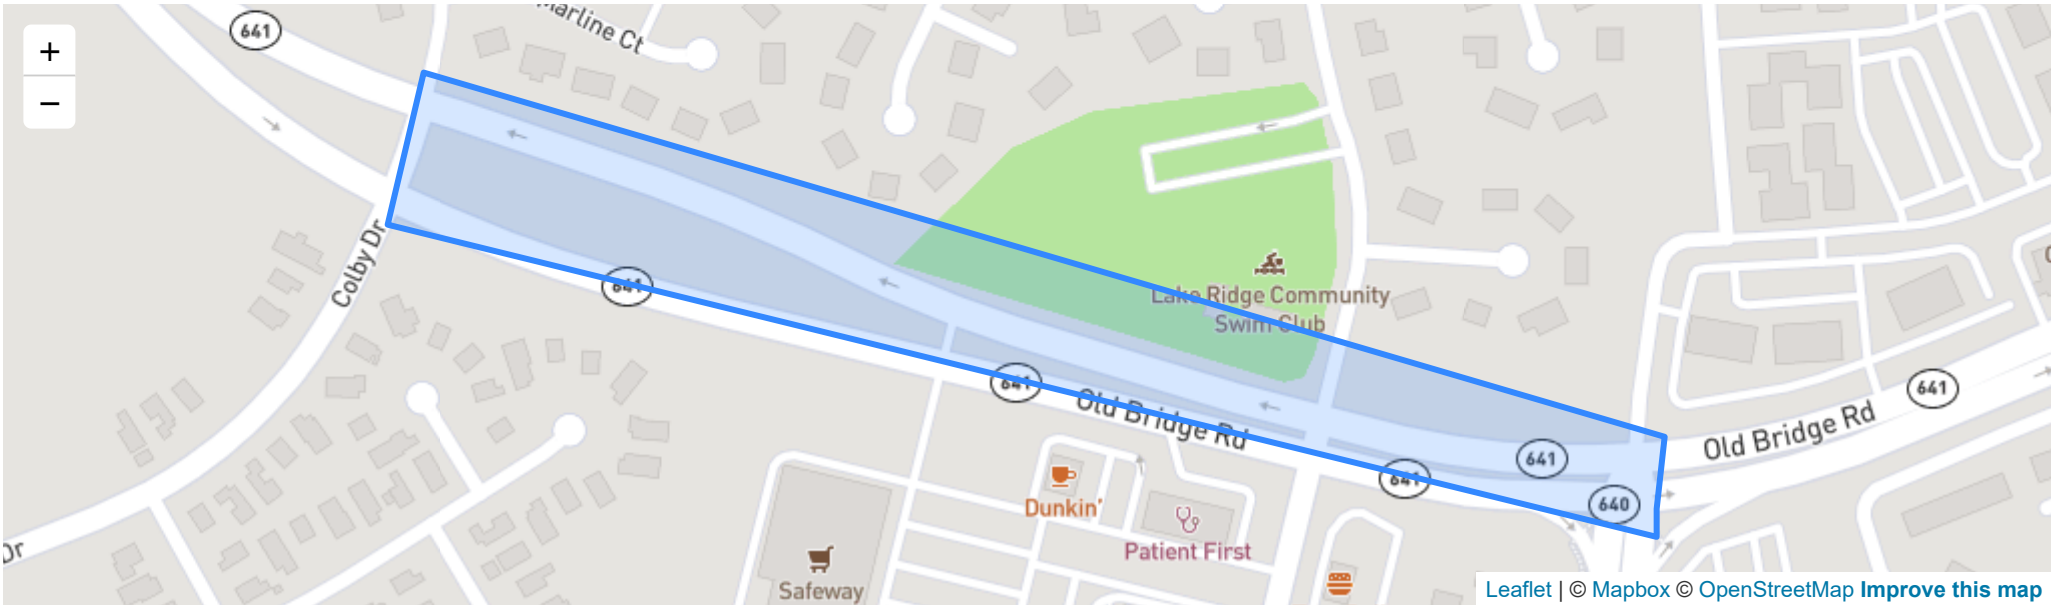 +
−
641
Marline Ct
Colby Dr
641
Lake Ridge Community
Swim Club
641
Old Bridge Rd
641
641
640
641
Old Bridge Rd
Dunkin'
Patient First
Safeway
Dr
Leaflet | © Mapbox © OpenStreetMap Improve this map